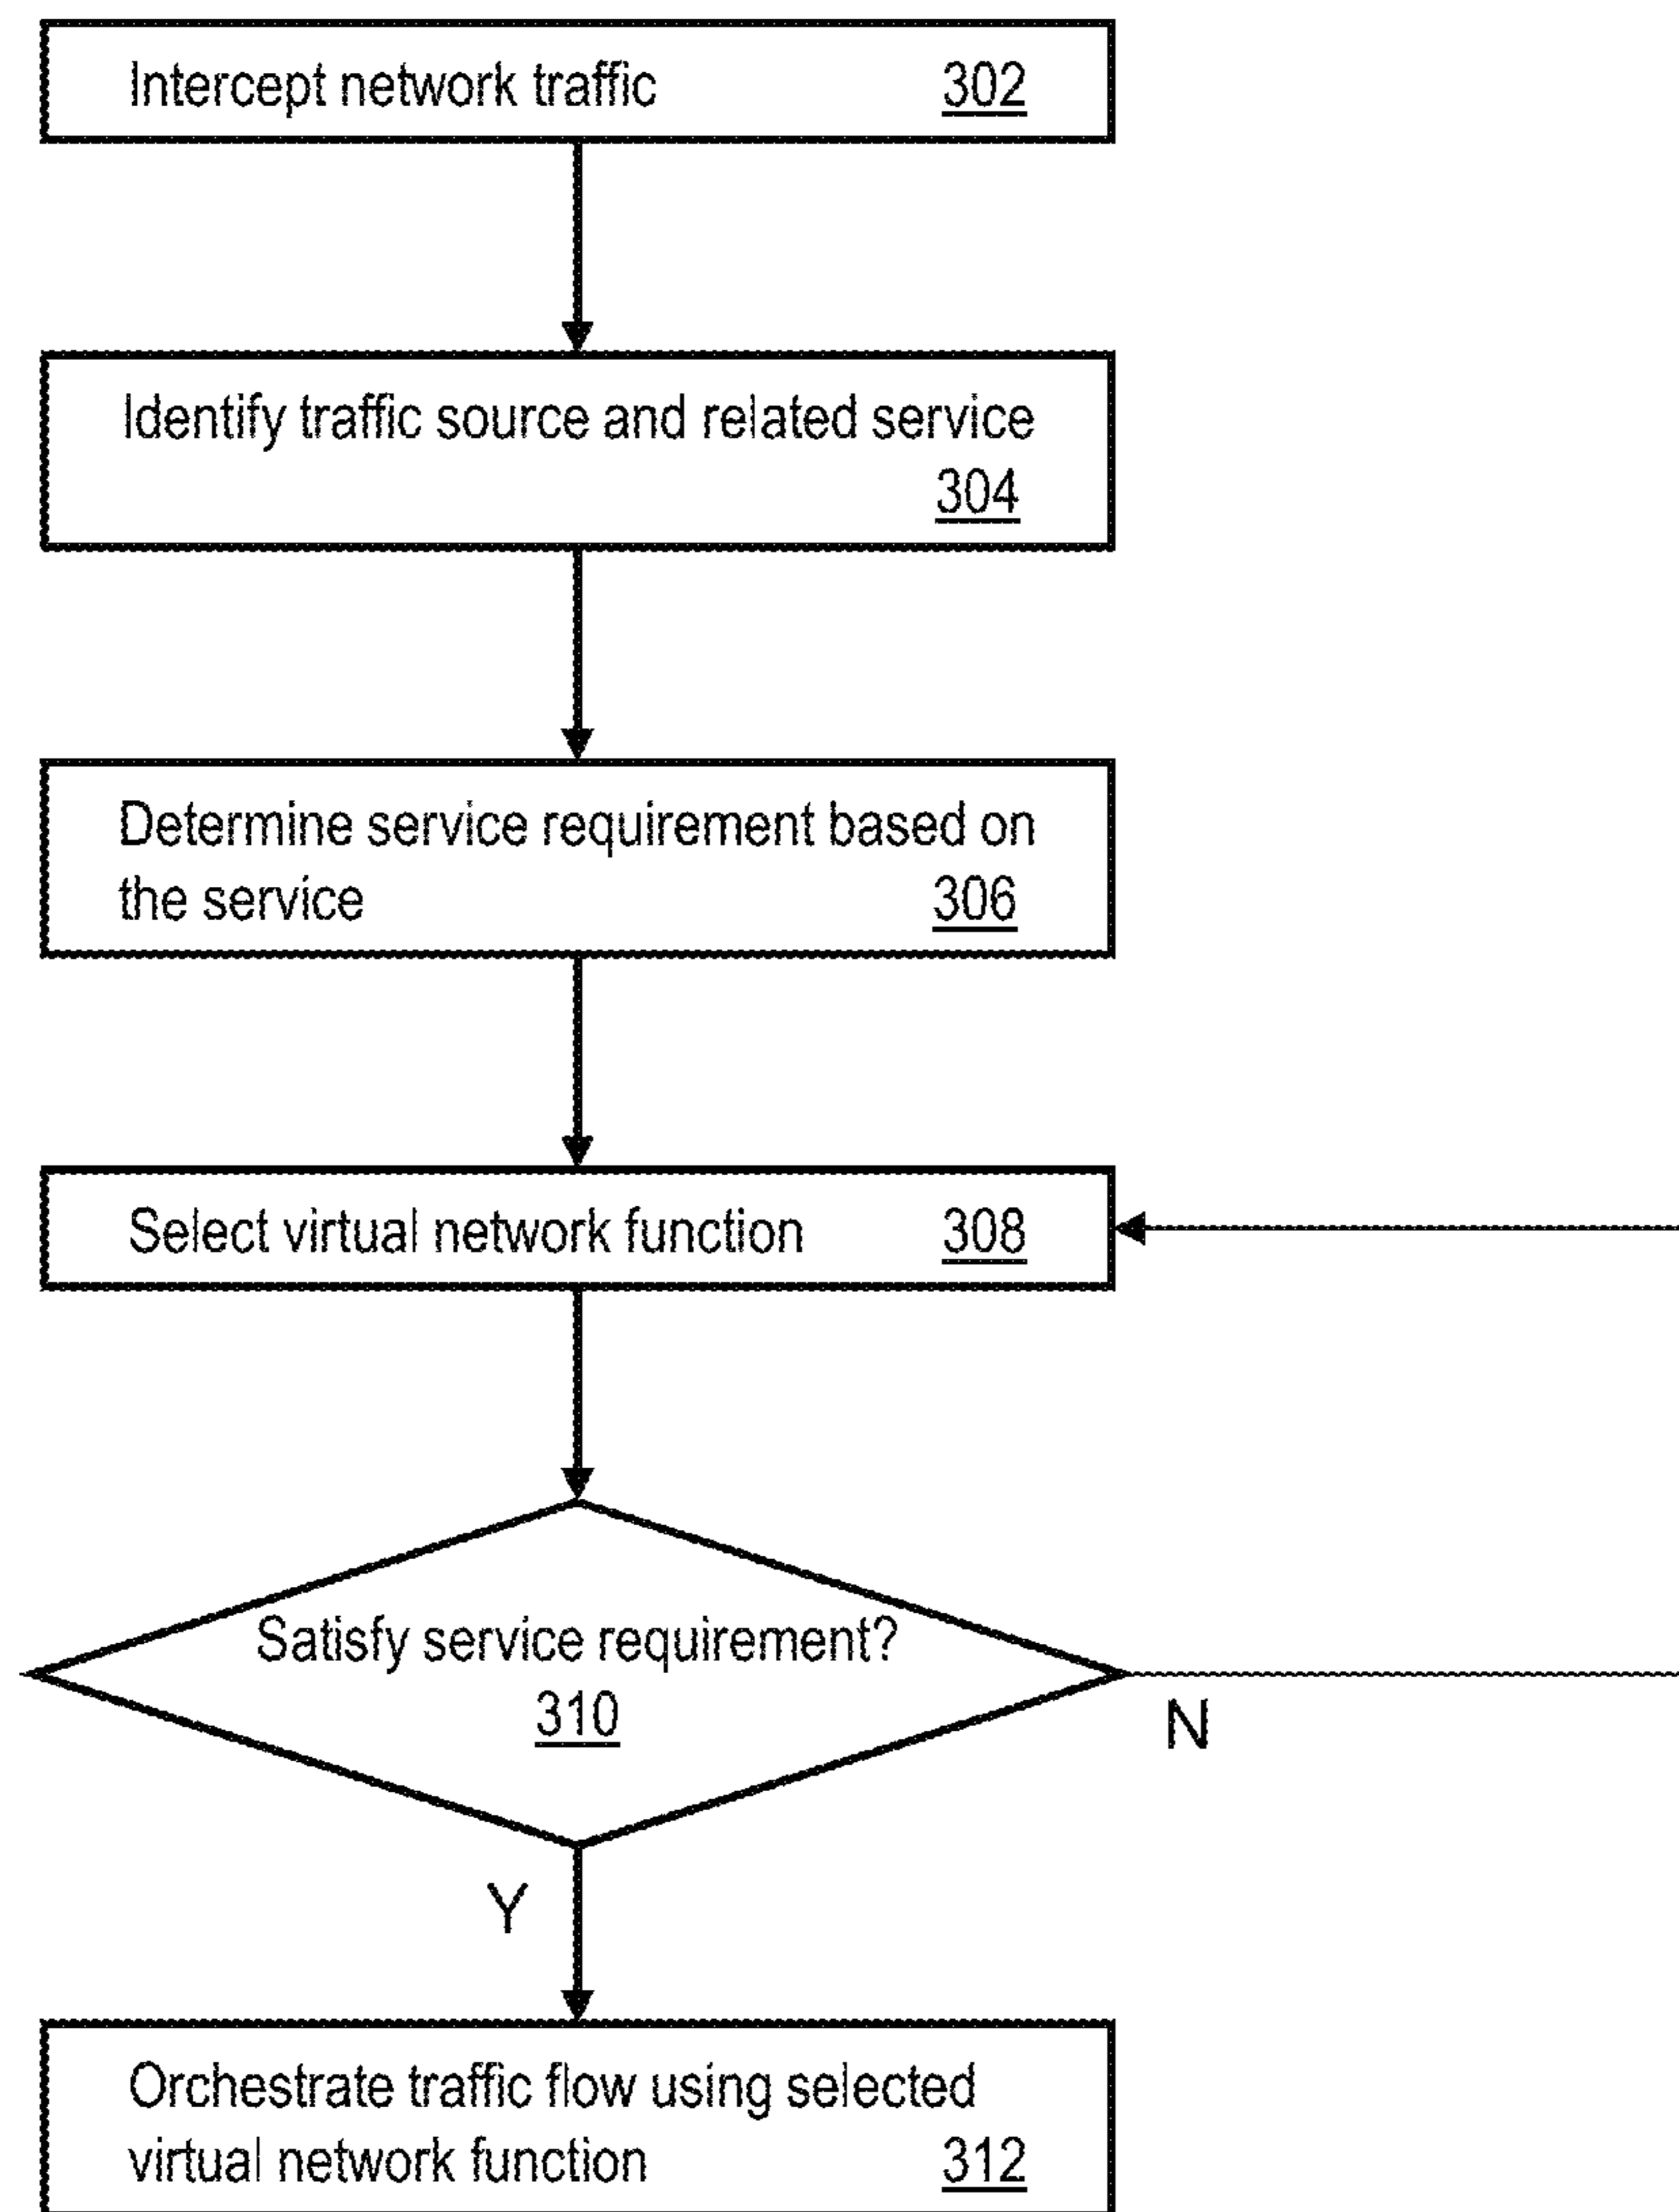 Intercept network traffic 302
Identify traffic source and related service
304
Determine service requirement based on
the service 306
Select virtual network function 308
Satisfy service requirement?
310
N
Y
Orchestrate traffic flow using selected
virtual network function 312